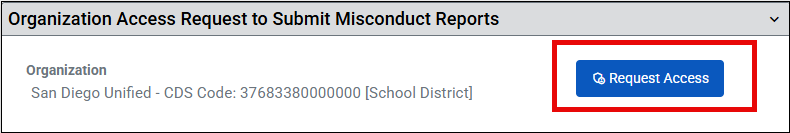 Organization Access Request to Submit Misconduct Reports
Organization
San Diego Unified - CDS Code: 37683380000000 [School District]
Request Access